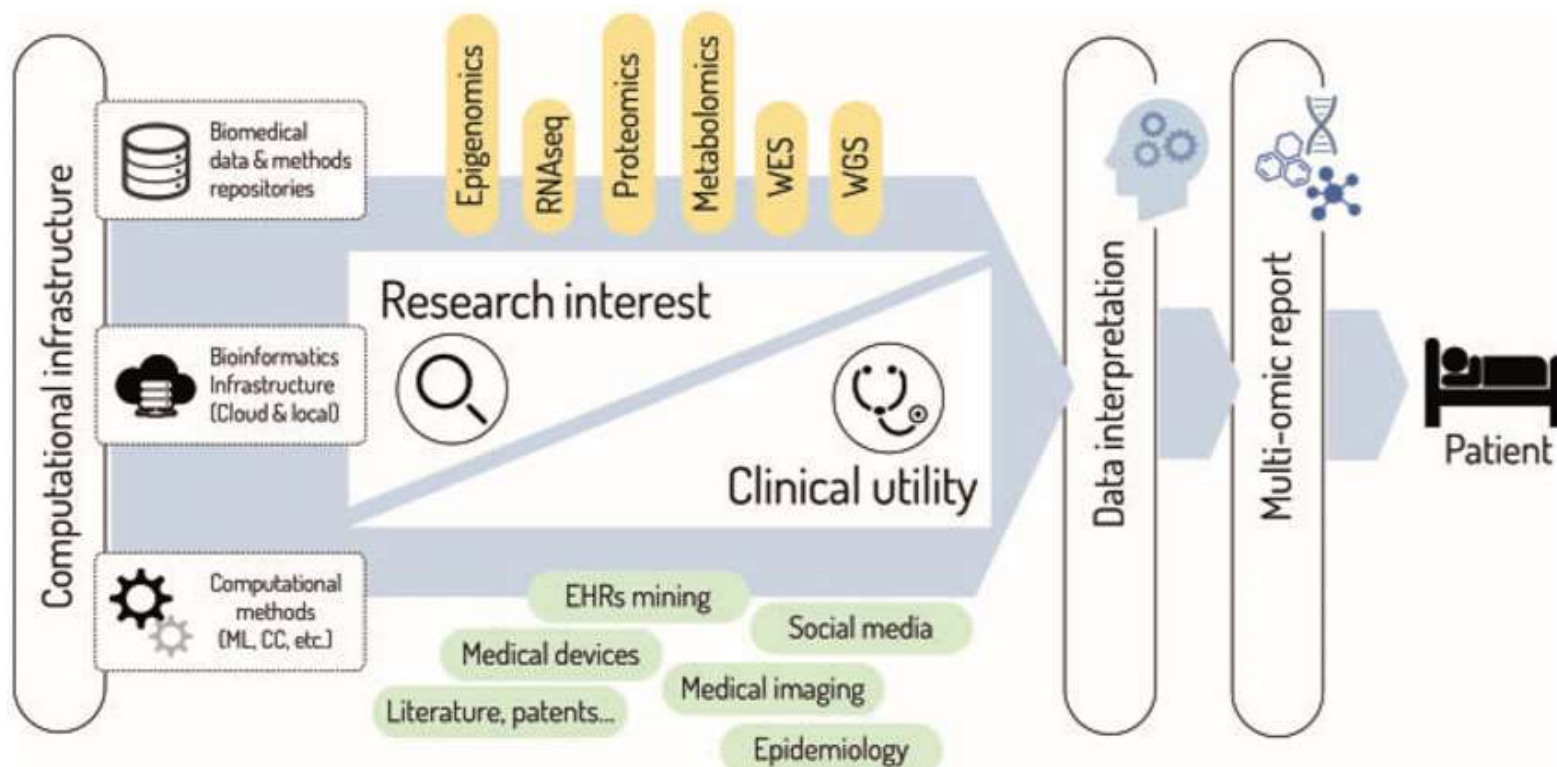 Computational infrastructure
Biomedical
data & methods
repositories
Bioinformatics
Infrastructure
(Cloud & local)
Computational
methods
(ML, CC, etc.)
Epigenomics
RNAseq
Proteomics
Metabolomics
WES
WGS
Research interest
Clinical utility
EHRs mining
Social media
Medical devices
Medical imaging
Literature, patents...
Epidemiology
Data interpretation
Multi-omic report
Patient